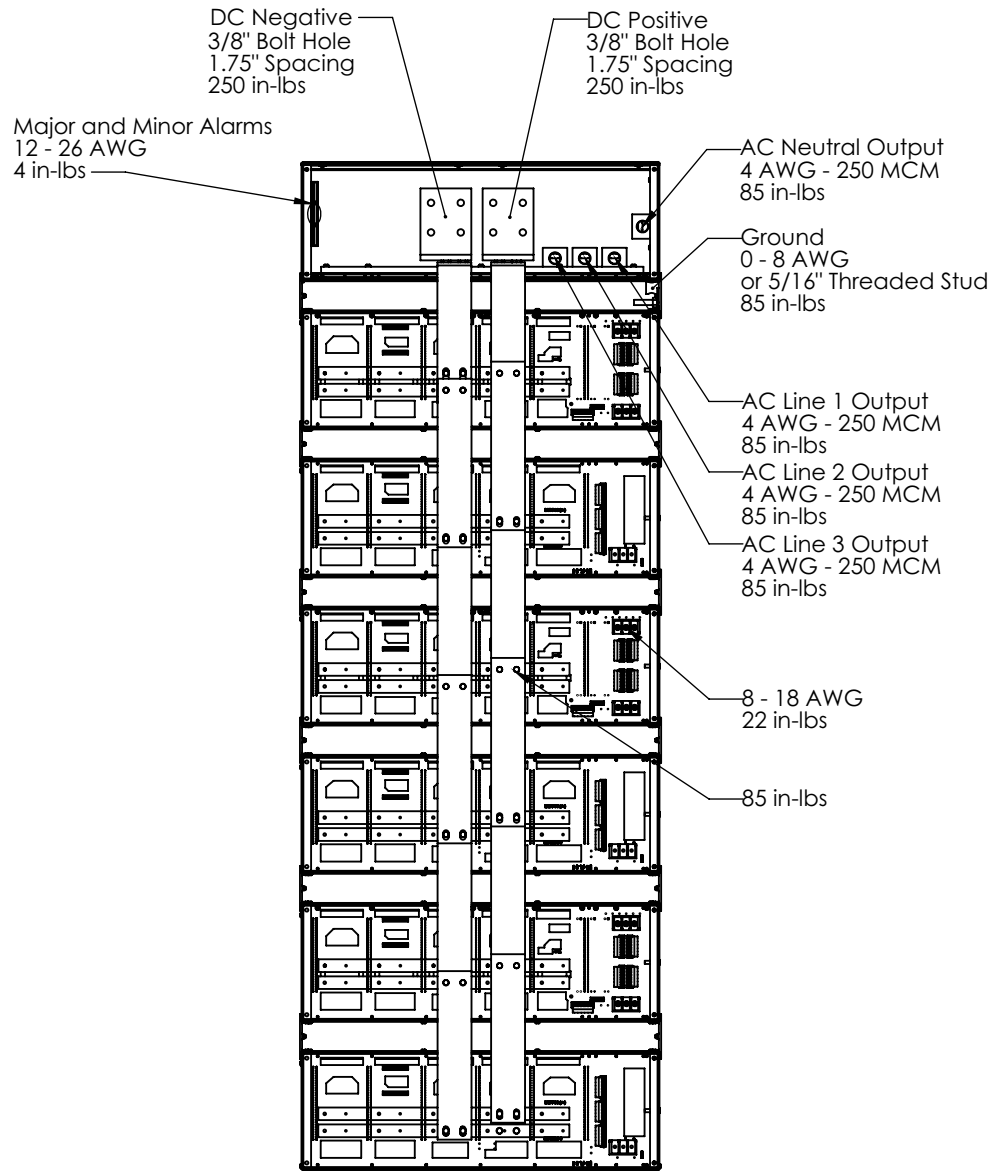 DC Negative
3/8" Bolt Hole
1.75" Spacing
250 in-lbs
DC Positive
3/8" Bolt Hole
1.75" Spacing
250 in-lbs
Major and Minor Alarms
12 - 26 AWG
4 in-lbs
AC Neutral Output
4 AWG - 250 MCM
85 in-lbs
Ground
0 - 8 AWG
or 5/16" Threaded Stud
85 in-lbs
AC Line 1 Output
4 AWG - 250 MCM
85 in-lbs
AC Line 2 Output
4 AWG - 250 MCM
85 in-lbs
AC Line 3 Output
4 AWG - 250 MCM
85 in-lbs
8 - 18 AWG
22 in-lbs
85 in-lbs